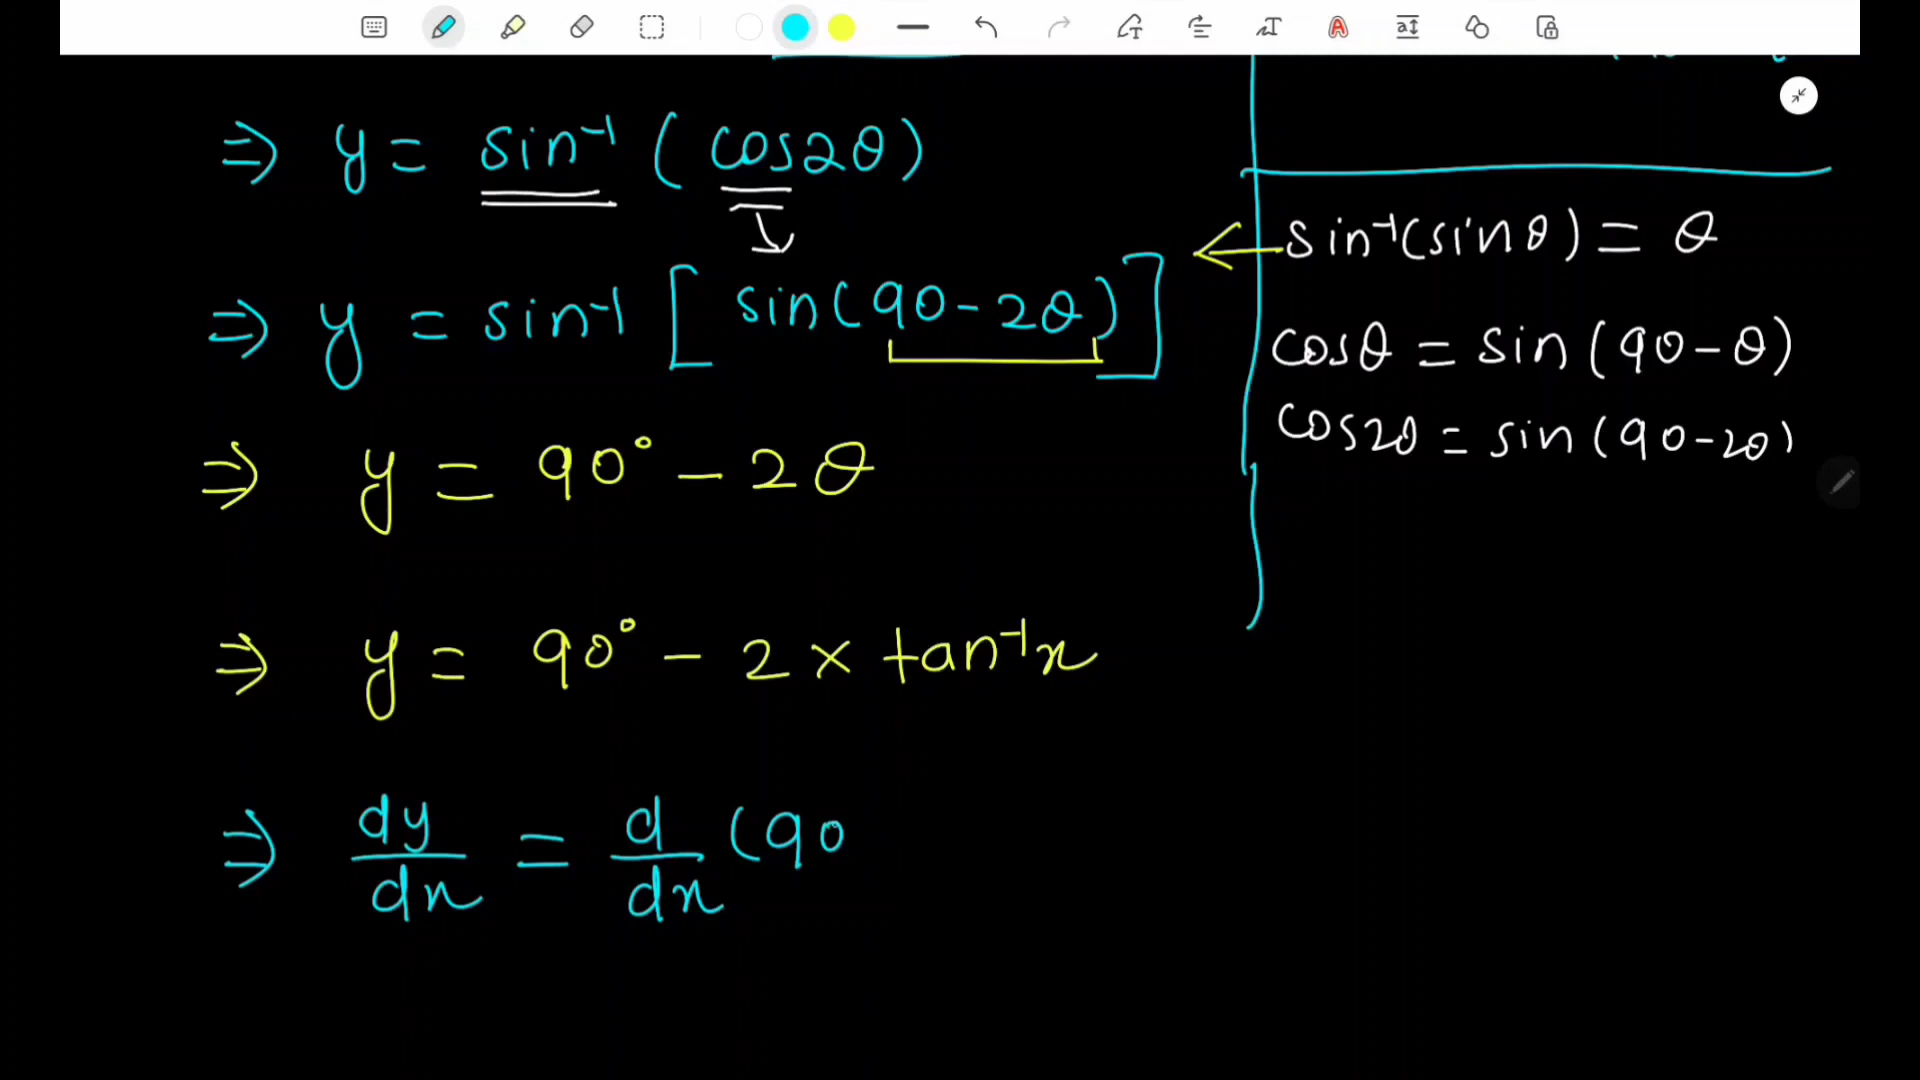 ⇒ y = sin⁻¹ (cos2θ)
sin⁻¹(sinθ) = θ
⇒ y = sin⁻¹ [ sin(90-2θ) ]
cosθ = sin (90-θ)
cos2θ = sin (90-2θ)
⇒ y = 90° - 2θ
⇒ y = 90° - 2 × tan⁻¹x
⇒ dy/dx = d/dx (90